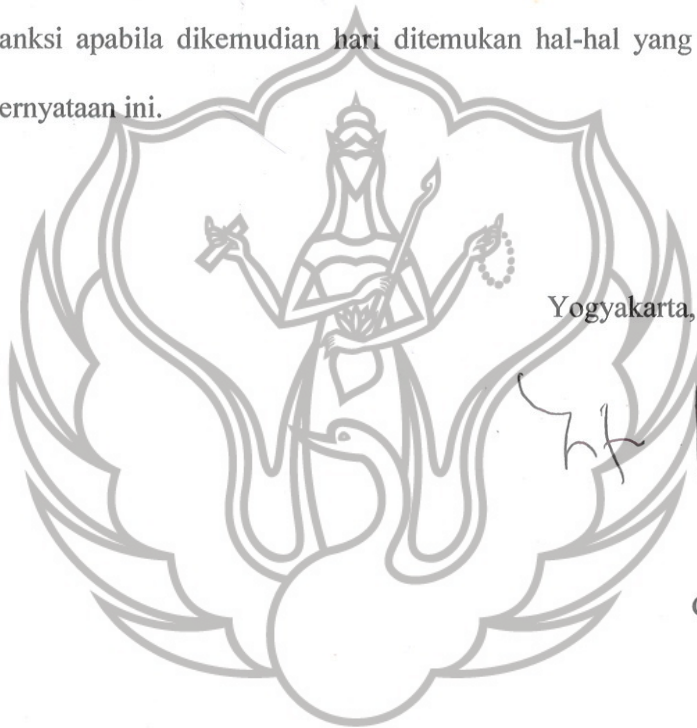 anksi apabila dikemudian hari ditemukan hal-hal yang
ernyataan ini.
Yogyakarta,